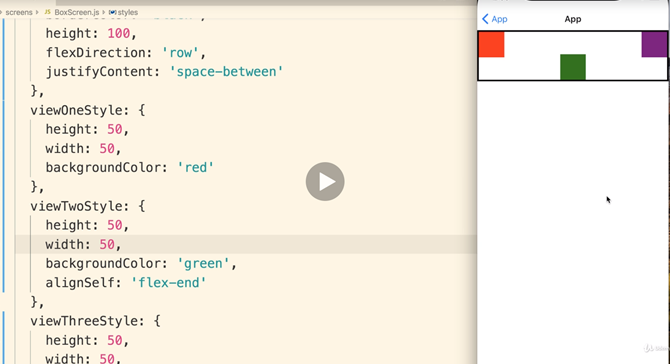 screens > JS BoxScreen.js > styles
height: 100,
flexDirection: 'row',
justifyContent: 'space-between'
},
viewOneStyle: {
height: 50,
width: 50,
backgroundColor: 'red'
},
viewTwoStyle: {
height: 50,
width: 50,
backgroundColor: 'green',
alignSelf: 'flex-end'
},
viewThreeStyle: {
height: 50,
width: 50,
App
App